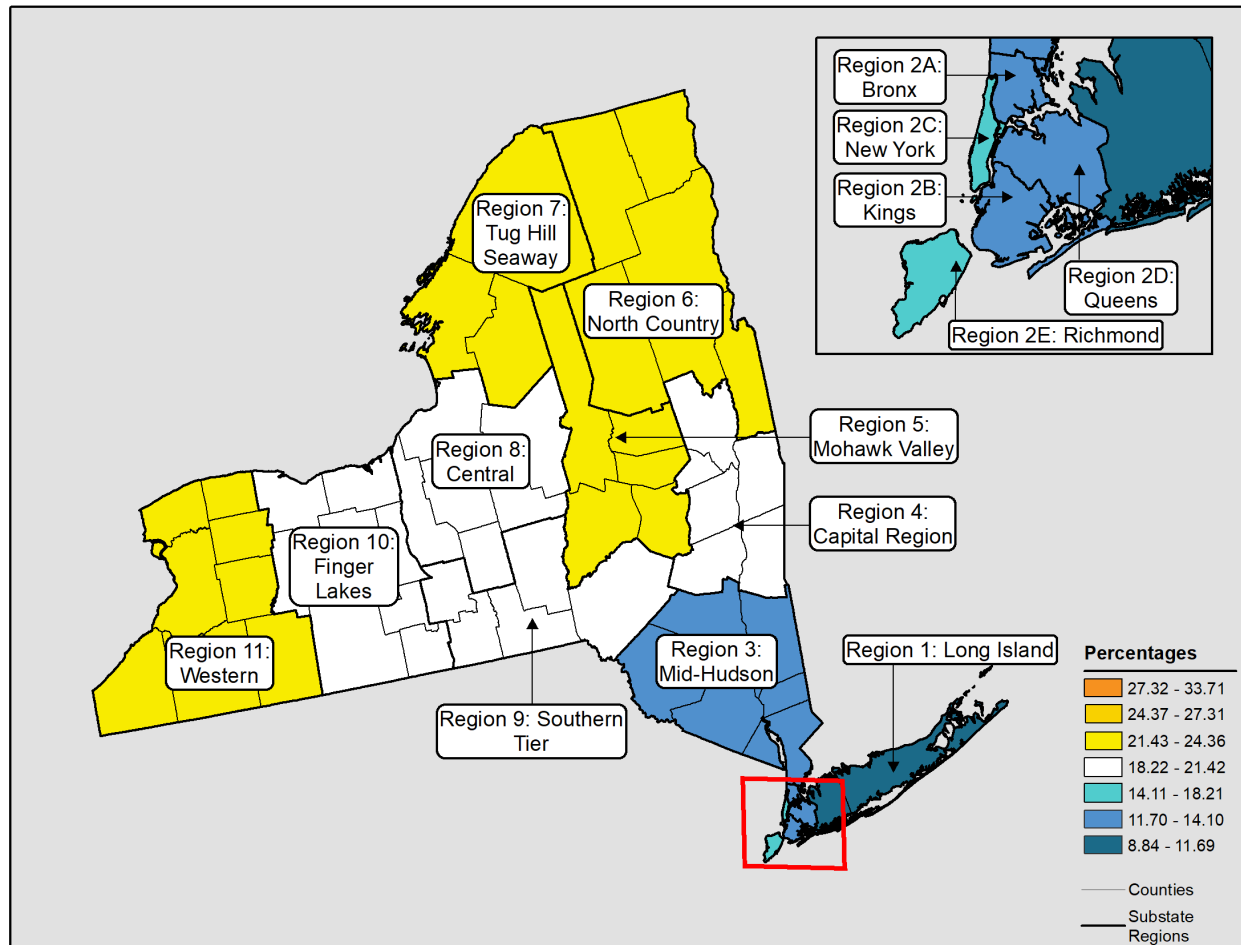 Region 2A:
Bronx
Region 2C:
New York
Region 2B:
Kings
Region 2D:
Queens
Region 2E: Richmond
Region 7:
Tug Hill
Seaway
Region 6:
North Country
Region 5:
Mohawk Valley
Region 8:
Central
Region 4:
Capital Region
Region 10:
Finger
Lakes
Region 11:
Western
Region 3:
Mid-Hudson
Region 1: Long Island
Region 9: Southern
Tier
Percentages
27.32 - 33.71
24.37 - 27.31
21.43 - 24.36
18.22 - 21.42
14.11 - 18.21
11.70 - 14.10
8.84 - 11.69
Counties
Substate
Regions